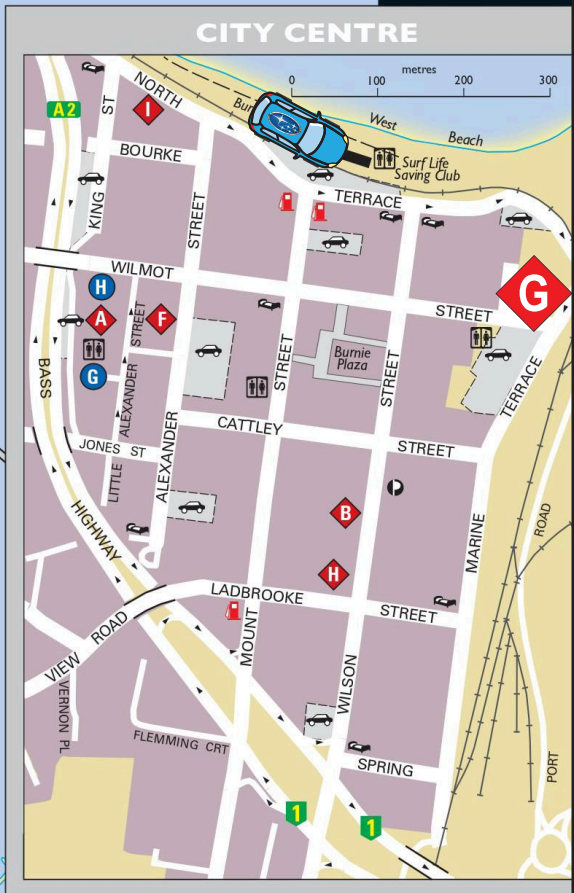 CITY CENTRE
metres
0 100 200 300
A2
I
ST
NORTH
Bur
West
Beach
Surf Life
Saving Club
BOURKE
KING
STREET
TERRACE
WILMOT
STREET
G
H
A
F
STREET
G
BASS
ALEXANDER
LITTLE
STREET
Burnie
Plaza
STREET
TERRACE
CATTLEY
STREET
JONES ST
ALEXANDER
B
H
MARINE
ROAD
HIGHWAY
LADBROOKE
STREET
VIEW ROAD
MOUNT
WILSON
VERNON PL
FLEMMING CRT
SPRING
PORT
1
1